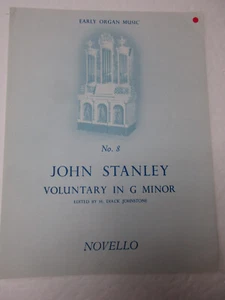 EARLY ORGAN MUSIC
No. 8
JOHN STANLEY
VOLUNTARY IN G MINOR
EDITED BY H. DIACK JOHNSTONE
NOVELLO